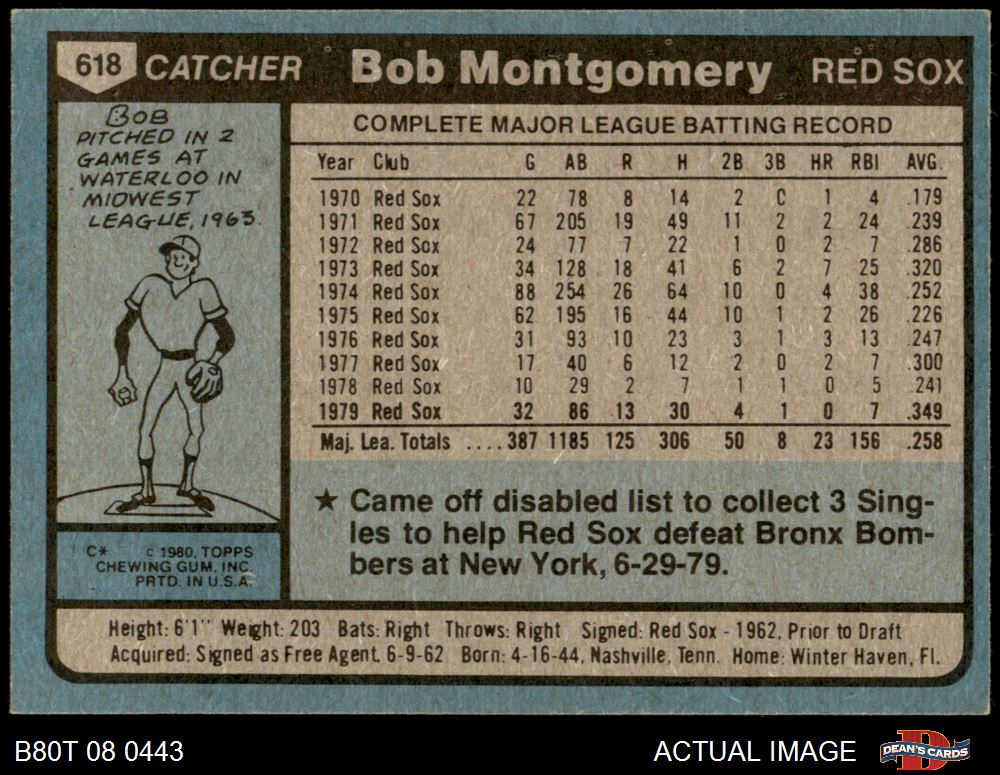 618 CATCHER Bob Montgomery RED SOX
BOB
PITCHED IN 2
GAMES AT
WATERLOO IN
MIDWEST
LEAGUE, 1963.
COMPLETE MAJOR LEAGUE BATTING RECORD
Year Club G AB R H 2B 3B HR RBI AVG.
1970 Red Sox 22 78 8 14 2 C 1 4 .179
1971 Red Sox 67 205 19 49 11 2 2 24 .239
1972 Red Sox 24 77 7 22 1 0 2 7 .286
1973 Red Sox 34 128 18 41 6 2 7 25 .320
1974 Red Sox 88 254 26 64 10 0 4 38 .252
1975 Red Sox 62 195 16 44 10 1 2 26 .226
1976 Red Sox 31 93 10 23 3 1 3 13 .247
1977 Red Sox 17 40 6 12 2 0 2 7 .300
1978 Red Sox 10 29 2 7 1 1 0 5 .241
1979 Red Sox 32 86 13 30 4 1 0 7 .349
Maj. Lea. Totals ....387 1185 125 306 50 8 23 156 .258
★ Came off disabled list to collect 3 Sing-
les to help Red Sox defeat Bronx Bom-
bers at New York, 6-29-79.
C* © 1980, TOPPS
CHEWING GUM, INC.
PRTD. IN U.S.A.
Height: 6'1" Weight: 203 Bats: Right Throws: Right Signed: Red Sox - 1962, Prior to Draft
Acquired: Signed as Free Agent, 6-9-62 Born: 4-16-44, Nashville, Tenn. Home: Winter Haven, Fl.
B80T 08 0443 ACTUAL IMAGE DEAN'S CARDS